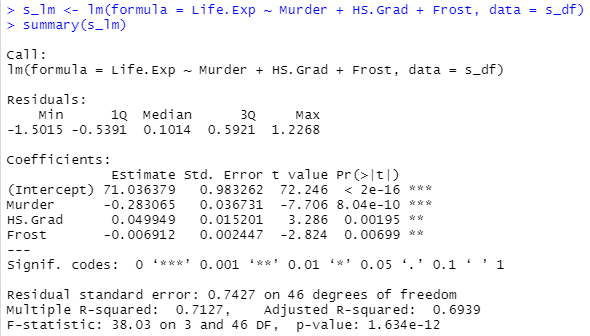 > s_lm <- lm(formula = Life.Exp ~ Murder + HS.Grad + Frost, data = s_df)
> summary(s_lm)
Call:
lm(formula = Life.Exp ~ Murder + HS.Grad + Frost, data = s_df)
Residuals:
    Min      1Q  Median      3Q     Max
-1.5015 -0.5391  0.1014  0.5921  1.2268
Coefficients:
             Estimate Std. Error t value Pr(>|t|)
(Intercept) 71.036379   0.983262  72.246  < 2e-16 ***
Murder      -0.283065   0.036731  -7.706 8.04e-10 ***
HS.Grad      0.049949   0.015201   3.286  0.00195 **
Frost       -0.006912   0.002447  -2.824  0.00699 **
---
Signif. codes:  0 ‘***’ 0.001 ‘**’ 0.01 ‘*’ 0.05 ‘.’ 0.1 ‘ ’ 1
Residual standard error: 0.7427 on 46 degrees of freedom
Multiple R-squared:  0.7127,    Adjusted R-squared:  0.6939
F-statistic: 38.03 on 3 and 46 DF,  p-value: 1.634e-12